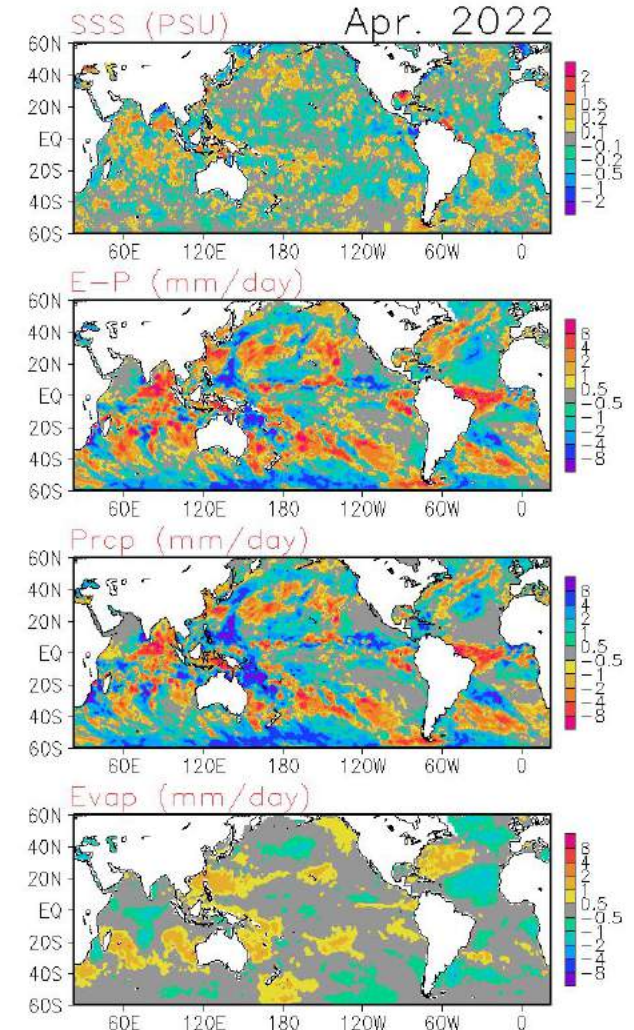 SSS (PSU) Apr. 2022
60N
40N
20N
EQ
20S
40S
60S
60E 120E 180 120W 60W 0
2
1
0.5
0.2
0.1
-0.1
-0.2
-0.5
-1
-2
E-P (mm/day)
60N
40N
20N
EQ
20S
40S
60S
60E 120E 180 120W 60W 0
8
4
2
1
0.5
-0.5
-1
-2
-4
-8
Prcp (mm/day)
60N
40N
20N
EQ
20S
40S
60S
60E 120E 180 120W 60W 0
8
4
2
1
0.5
-0.5
-1
-2
-4
-8
Evap (mm/day)
60N
40N
20N
EQ
20S
40S
60S
60E 120E 180 120W 60W 0
8
4
2
1
0.5
-0.5
-1
-2
-4
-8